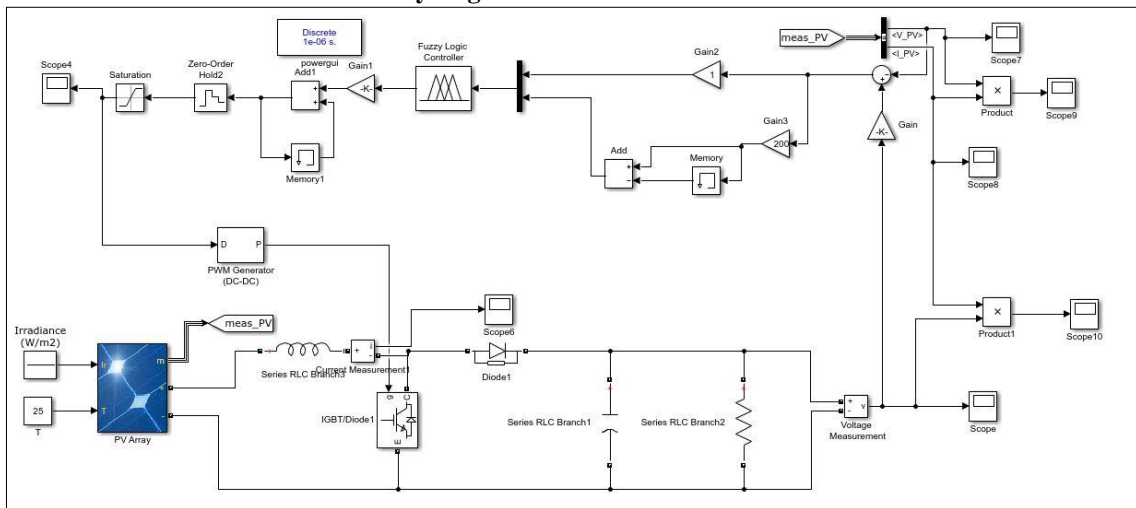 Discrete
1e-06 s.
powergui
Scope4
Saturation
Zero-Order
Hold2
Add1
+
+
Gain1
-K-
Fuzzy Logic
Controller
Memory1
Gain2
1
Gain3
200
Add
+
-
Memory
meas_PV
<V_PV>
<I_PV>
Scope7
×
Product
Scope9
-
+
-K-
Gain
Scope8
D P
PWM Generator
(DC-DC)
Irradiance
(W/m2)
25
T
Ir
T
m
+
-
PV Array
meas_PV
Series RLC Branch3
+
i
-
Current Measurement1
Scope6
Diode1
g
C
E
IGBT/Diode1
Series RLC Branch1
Series RLC Branch2
+
-
v
Voltage
Measurement
×
Product1
Scope10
Scope